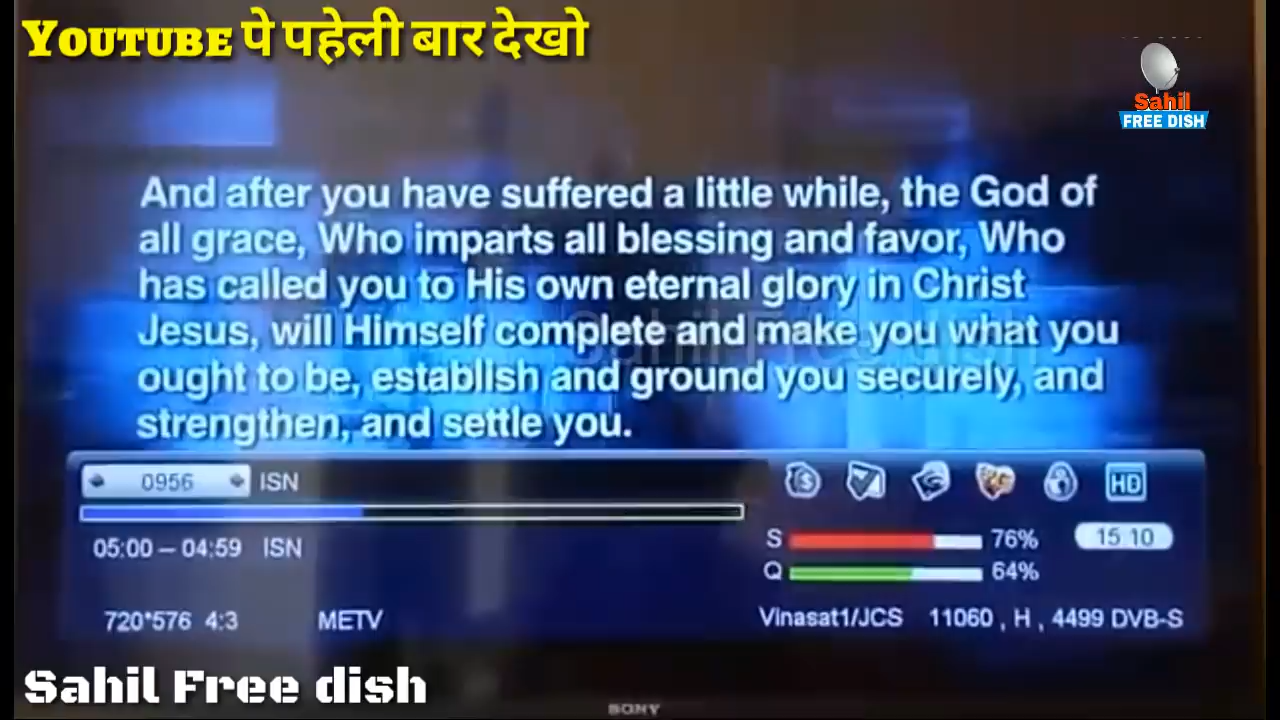 YOUTUBE पे पहेली बार देखो
Sahil
FREE DISH
And after you have suffered a little while, the God of
all grace, Who imparts all blessing and favor, Who
has called you to His own eternal glory in Christ
Jesus, will Himself complete and make you what you
ought to be, establish and ground you securely, and
strengthen, and settle you.
Sahil Free dish
0956 ISN
HD
05:00 – 04:59 ISN
S 76% 15:10
Q 64%
720*576 4:3 METV Vinasat1/JCS 11060 , H , 4499 DVB-S
Sahil Free dish
SONY